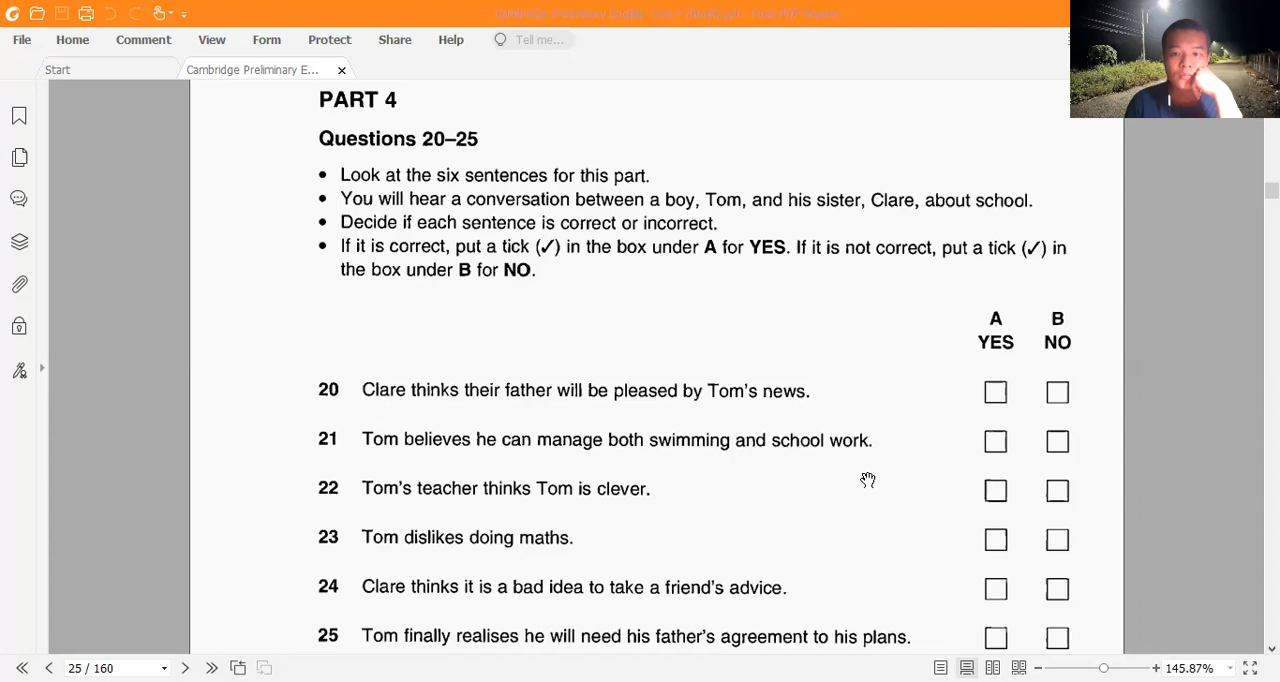 File Home Comment View Form Protect Share Help Tell me...
Start Cambridge Preliminary E...
PART 4
Questions 20–25
• Look at the six sentences for this part.
• You will hear a conversation between a boy, Tom, and his sister, Clare, about school.
• Decide if each sentence is correct or incorrect.
• If it is correct, put a tick (✓) in the box under A for YES. If it is not correct, put a tick (✓) in
the box under B for NO.
A B
YES NO
20 Clare thinks their father will be pleased by Tom's news.
21 Tom believes he can manage both swimming and school work.
22 Tom's teacher thinks Tom is clever.
23 Tom dislikes doing maths.
24 Clare thinks it is a bad idea to take a friend's advice.
25 Tom finally realises he will need his father's agreement to his plans.
25 / 160 145.87%